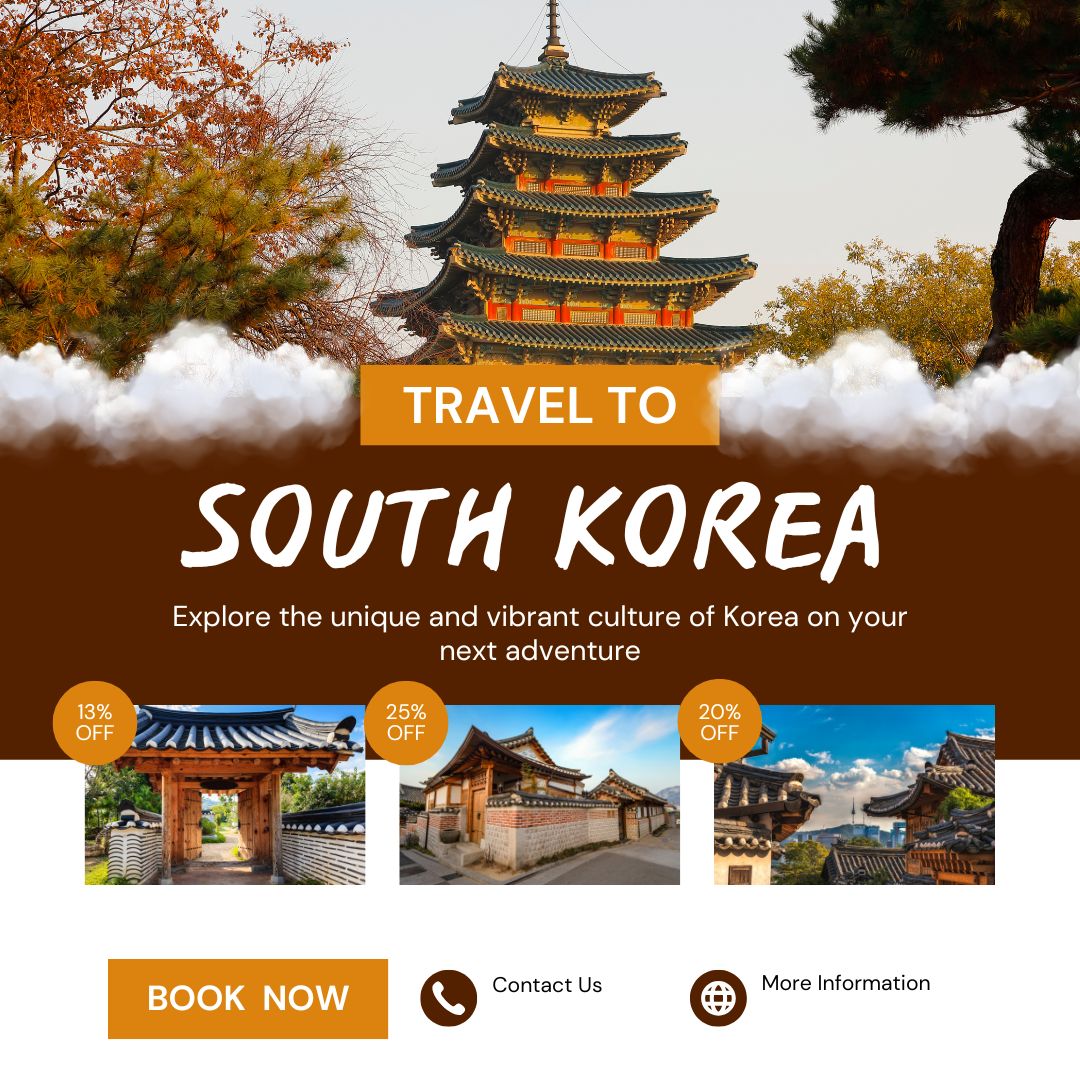 TRAVEL TO
SOUTH KOREA
Explore the unique and vibrant culture of Korea on your
next adventure
13%
OFF
25%
OFF
20%
OFF
BOOK NOW
Contact Us
More Information